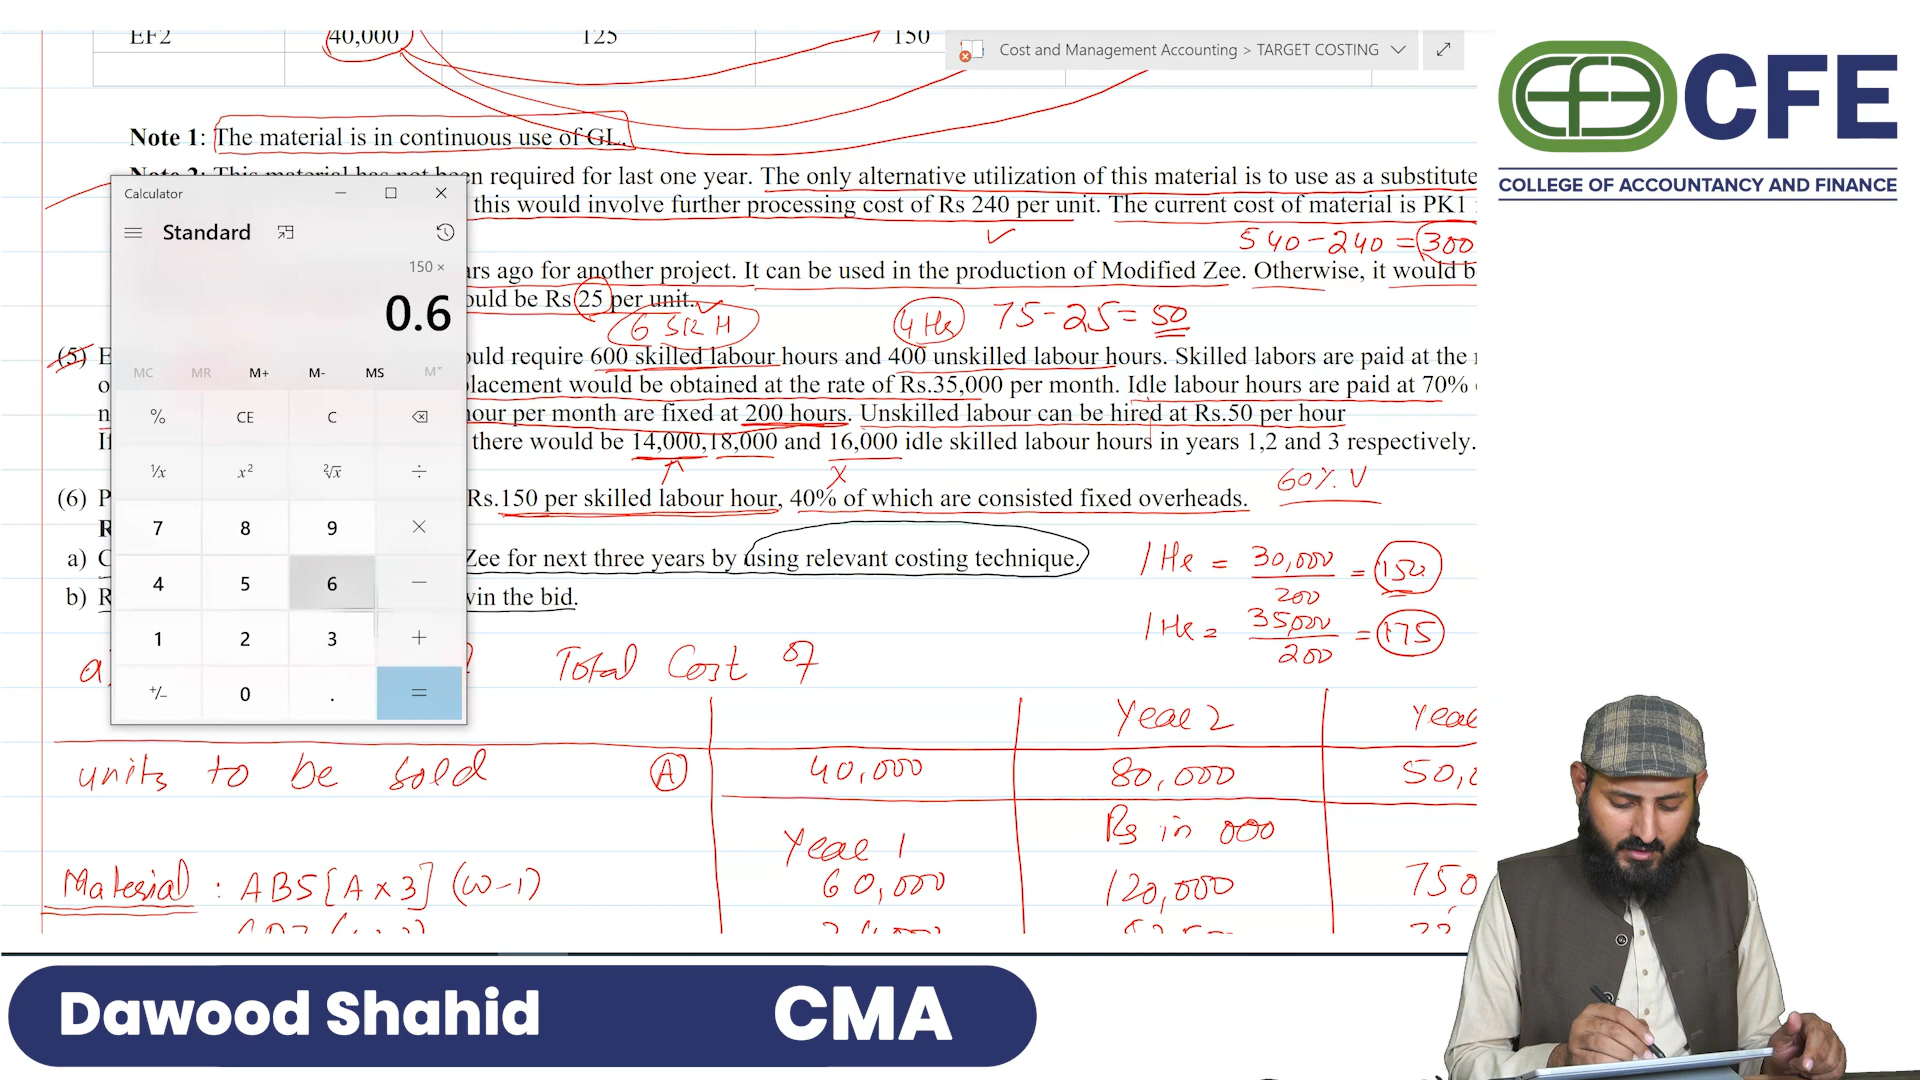 EF2 40,000 125 150
Cost and Management Accounting > TARGET COSTING
Note 1: The material is in continuous use of GL.
been required for last one year. The only alternative utilization of this material is to use as a substitute
this would involve further processing cost of Rs 240 per unit. The current cost of material is PK1
540-240 = 300
ars ago for another project. It can be used in the production of Modified Zee. Otherwise, it would b
ould be Rs 25 per unit.
6 SR H 4 Hr 75-25 = 50
(5) E ould require 600 skilled labour hours and 400 unskilled labour hours. Skilled labors are paid at the
o placement would be obtained at the rate of Rs.35,000 per month. Idle labour hours are paid at 70%
n hour per month are fixed at 200 hours. Unskilled labour can be hired at Rs.50 per hour
If there would be 14,000,18,000 and 16,000 idle skilled labour hours in years 1,2 and 3 respectively.
X 60% V
(6) P Rs.150 per skilled labour hour, 40% of which are consisted fixed overheads.
R
a) C Zee for next three years by using relevant costing technique.
b) R win the bid.
1 Hr = 30,000 / 200 = 150
1 Hr = 35,000 / 200 = 175
Total Cost of
Year 2
units to be sold A 40,000 80,000
Rs in 000
Year 1
Material : ABS [A x 3] (w-1) 60,000 120,000
Calculator
Standard
150 ×
0.6
MC MR M+ M- MS M˅
% CE C
¹/x x² ²√x ÷
7 8 9 ×
4 5 6 −
1 2 3 +
+/− 0 . =
CFE
COLLEGE OF ACCOUNTANCY AND FINANCE
Dawood Shahid CMA